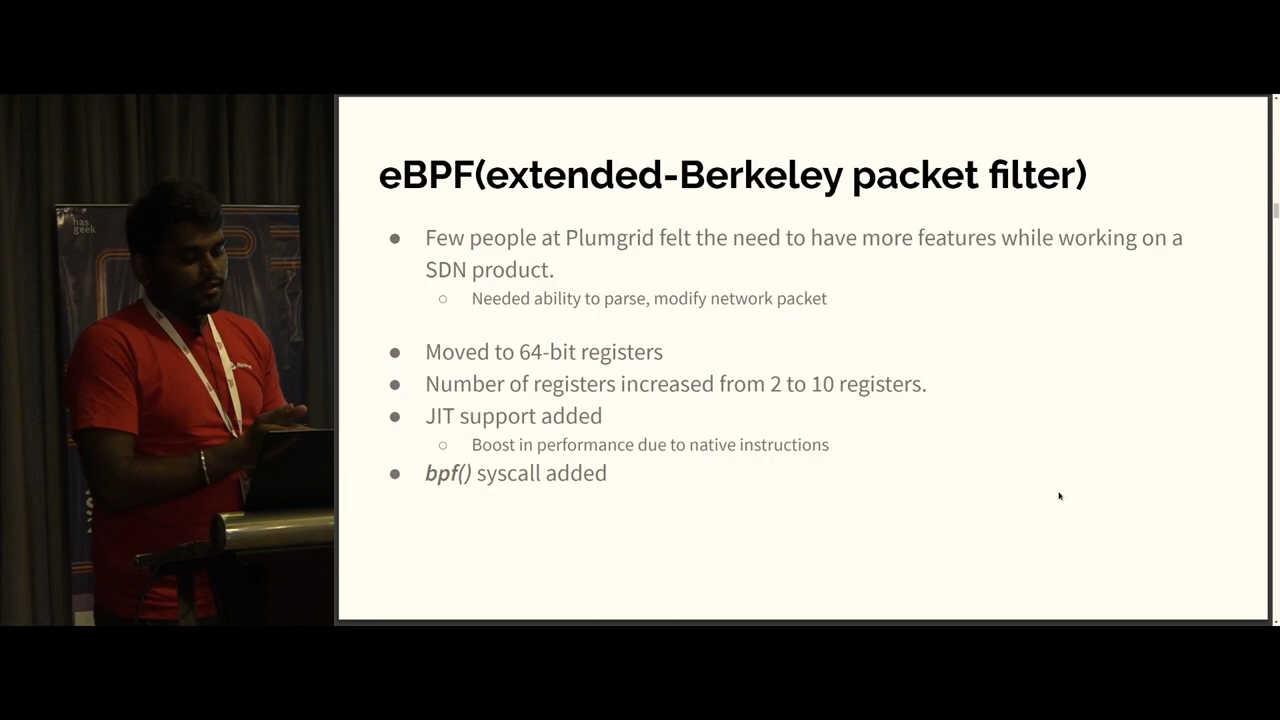 has
geek
eBPF(extended-Berkeley packet filter)
● Few people at Plumgrid felt the need to have more features while working on a
SDN product.
○ Needed ability to parse, modify network packet
● Moved to 64-bit registers
● Number of registers increased from 2 to 10 registers.
● JIT support added
○ Boost in performance due to native instructions
● bpf() syscall added